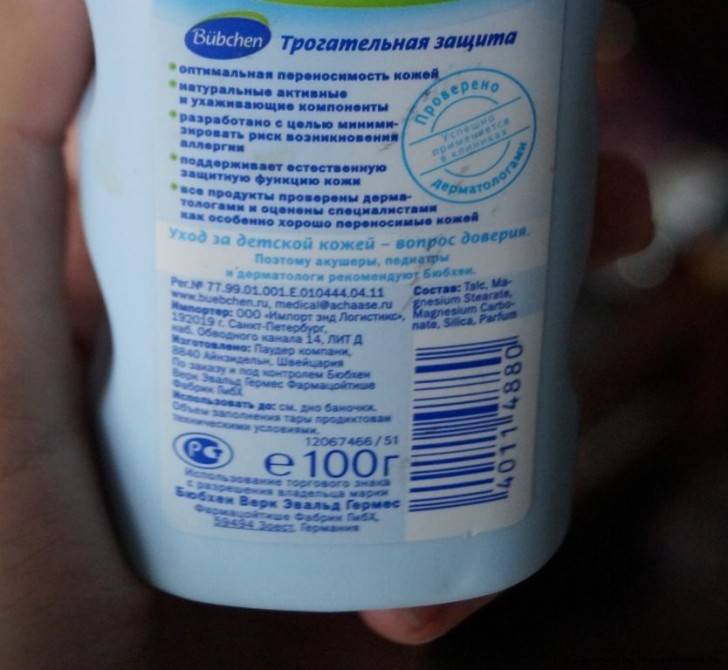 Bübchen Трогательная защита
оптимальная переносимость кожей
натуральные активные
и ухаживающие компоненты
разработано с целью миними-
зировать риск возникновения
аллергии
поддерживает естественную
защитную функцию кожи
все продукты проверены дерма-
тологами и оценены специалистами
как особенно хорошо переносимые кожей
Проверено
Успешно
применяется
в клиниках
дерматологами
Уход за детской кожей – вопрос доверия.
Поэтому акушеры, педиатры
и дерматологи рекомендуют Бюбхен.
Рег.№ 77.99.01.001.Е.010444.04.11
www.buebchen.ru, medical@achaase.ru
Импортер: ООО «Импорт энд Логистикс»,
192019 г. Санкт-Петербург,
наб. Обводного канала 14, ЛИТ Д
Изготовлено: Паудер компани,
8840 Айнзидельн, Швейцария
По заказу и под контролем Бюбхен
Верк Эвальд Гермес Фармацойтише
Фабрик ГмбХ
Использовать до: см. дно баночки.
Объем заполнения тары продиктован
техническими условиями.
Состав: Talc, Ma-
gnesium Stearate,
Magnesium Carbo-
nate, Silica, Parfum
12067466/51
РСТ
e 100г
Использование торгового знака
с разрешения владельца марки
Бюбхен Верк Эвальд Гермес
Фармацойтише Фабрик ГмбХ,
59494 Зоест, Германия
40114880